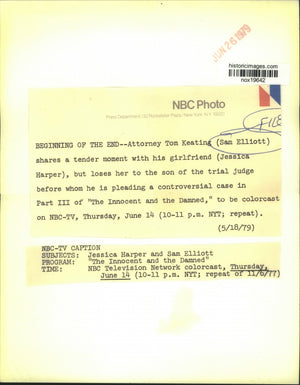 JUN 26 1979
historicimages.com
nox19642
NBC Photo
Press Department / 30 Rockefeller Plaza / New York, N.Y. 10020
FILE
BEGINNING OF THE END--Attorney Tom Keating (Sam Elliott)
shares a tender moment with his girlfriend (Jessica
Harper), but loses her to the son of the trial judge
before whom he is pleading a controversial case in
Part III of "The Innocent and the Damned," to be colorcast
on NBC-TV, Thursday, June 14 (10-11 p.m. NYT; repeat).
(5/18/79)
NBC-TV CAPTION
SUBJECTS: Jessica Harper and Sam Elliott
PROGRAM: "The Innocent and the Damned"
TIME: NBC Television Network colorcast, Thursday,
June 14 (10-11 p.m. NYT; repeat of 11/6/77)